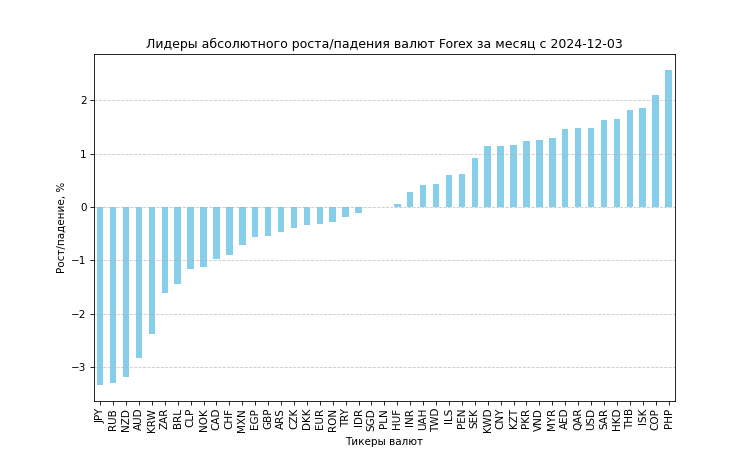 Лидеры абсолютного роста/падения валют Forex за месяц с 2024-12-03
Рост/падение, %
2
1
0
−1
−2
−3
JPY RUB NZD AUD KRW ZAR BRL CLP NOK CAD CHF MXN EGP GBP ARS CZK DKK EUR RON TRY IDR SGD PLN HUF INR UAH TWD ILS PEN SEK KWD CNY KZT PKR VND MYR AED QAR USD SAR HKD THB ISK COP PHP
Тикеры валют